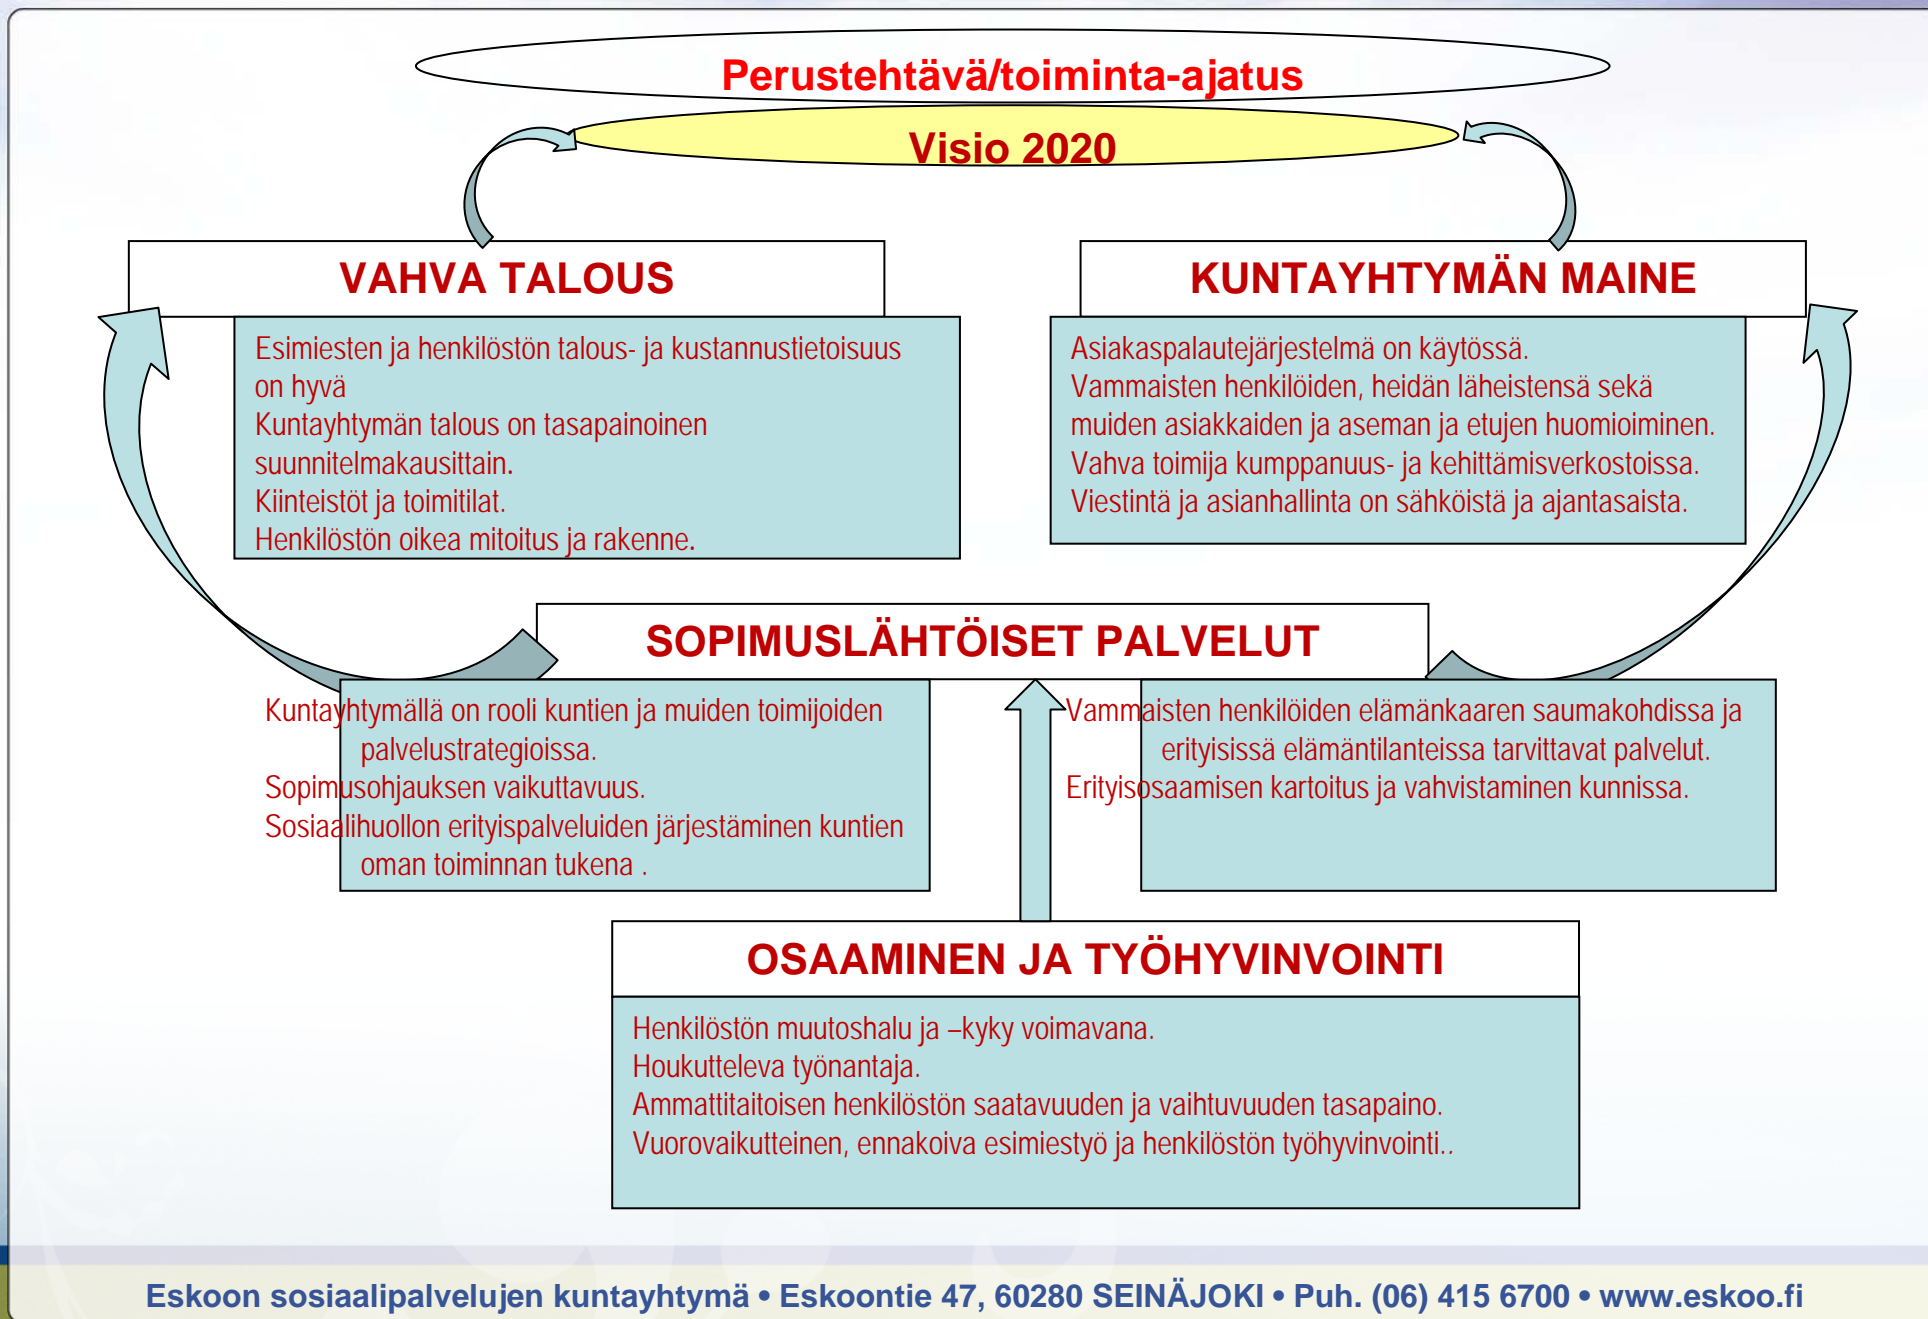 Perustehtävä/toiminta-ajatus
Visio 2020
VAHVA TALOUS
Esimiesten ja henkilöstön talous- ja kustannustietoisuus
on hyvä
Kuntayhtymän talous on tasapainoinen
suunnitelmakausittain.
Kiinteistöt ja toimitilat.
Henkilöstön oikea mitoitus ja rakenne.
KUNTAYHTYMÄN MAINE
Asiakaspalautejärjestelmä on käytössä.
Vammaisten henkilöiden, heidän läheistensä sekä
muiden asiakkaiden ja aseman ja etujen huomioiminen.
Vahva toimija kumppanuus- ja kehittämisverkostoissa.
Viestintä ja asianhallinta on sähköistä ja ajantasaista.
SOPIMUSLÄHTÖISET PALVELUT
Kuntayhtymällä on rooli kuntien ja muiden toimijoiden
palvelustrategioissa.
Sopimusohjauksen vaikuttavuus.
Sosiaalihuollon erityispalveluiden järjestäminen kuntien
oman toiminnan tukena .
Vammaisten henkilöiden elämänkaaren saumakohdissa ja
erityisissä elämäntilanteissa tarvittavat palvelut.
Erityisosaamisen kartoitus ja vahvistaminen kunnissa.
OSAAMINEN JA TYÖHYVINVOINTI
Henkilöstön muutoshalu ja –kyky voimavana.
Houkutteleva työnantaja.
Ammattitaitoisen henkilöstön saatavuuden ja vaihtuvuuden tasapaino.
Vuorovaikutteinen, ennakoiva esimiestyö ja henkilöstön työhyvinvointi..
Eskoon sosiaalipalvelujen kuntayhtymä • Eskoontie 47, 60280 SEINÄJOKI • Puh. (06) 415 6700 • www.eskoo.fi